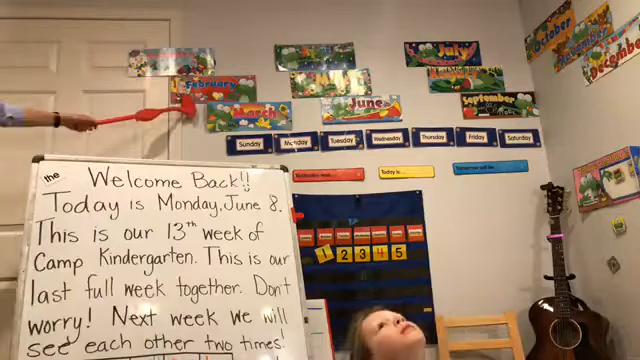 July
October
December
February
March
June
September
Sunday Monday Tuesday Wednesday Thursday Friday Saturday
Today is
the
Welcome Back!!
Today is Monday, June 8.
This is our 13th week of
Camp Kindergarten. This is our
last full week together. Don't
worry! Next week we will
see each other two times!
1 2 3 4 5